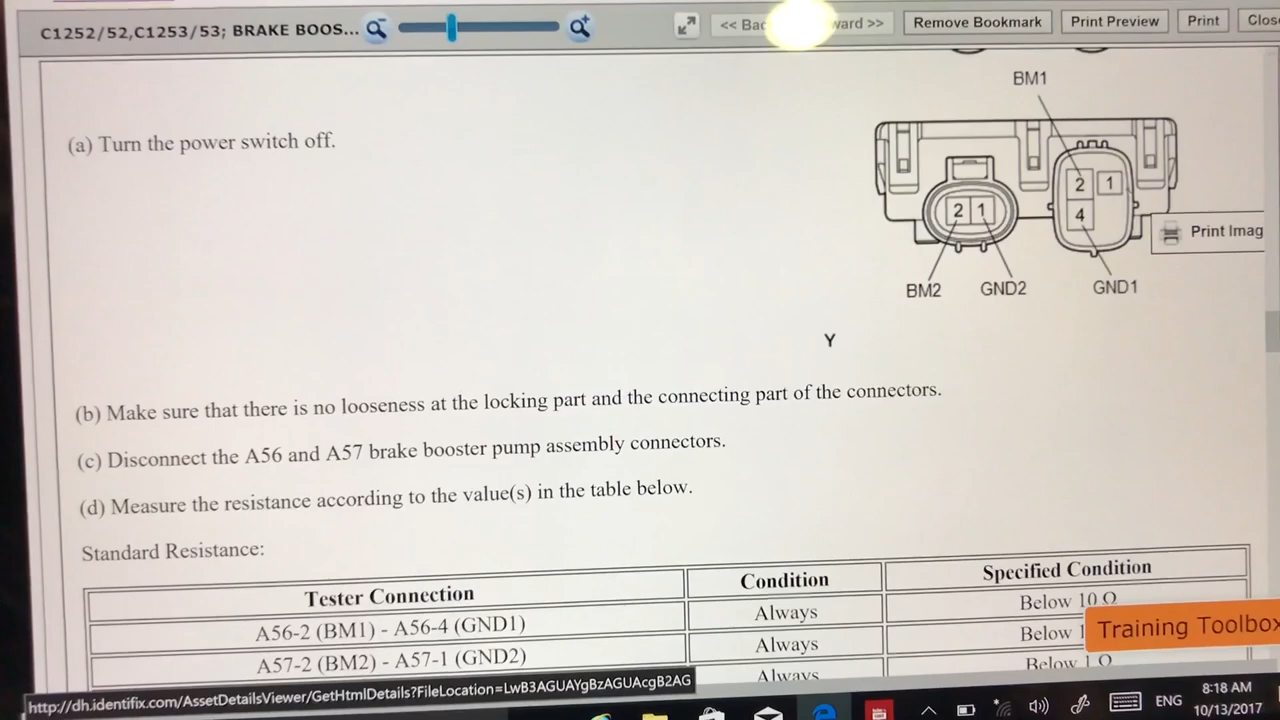 C1252/52,C1253/53; BRAKE BOOS...
<< Bac
ward >>
Remove Bookmark
Print Preview
Print
Clos
BM1
(a) Turn the power switch off.
2 1
2 1
4
Print Imag
BM2 GND2 GND1
Y
(b) Make sure that there is no looseness at the locking part and the connecting part of the connectors.
(c) Disconnect the A56 and A57 brake booster pump assembly connectors.
(d) Measure the resistance according to the value(s) in the table below.
Standard Resistance:
Tester Connection Condition Specified Condition
A56-2 (BM1) - A56-4 (GND1) Always Below 10 Ω
A57-2 (BM2) - A57-1 (GND2) Always Below 1
Always Below 1 Ω
Training Toolbox
http://dh.identifix.com/AssetDetailsViewer/GetHtmlDetails?FileLocation=LwB3AGUAYgBzAGUAcgB2AG
ENG
8:18 AM
10/13/2017